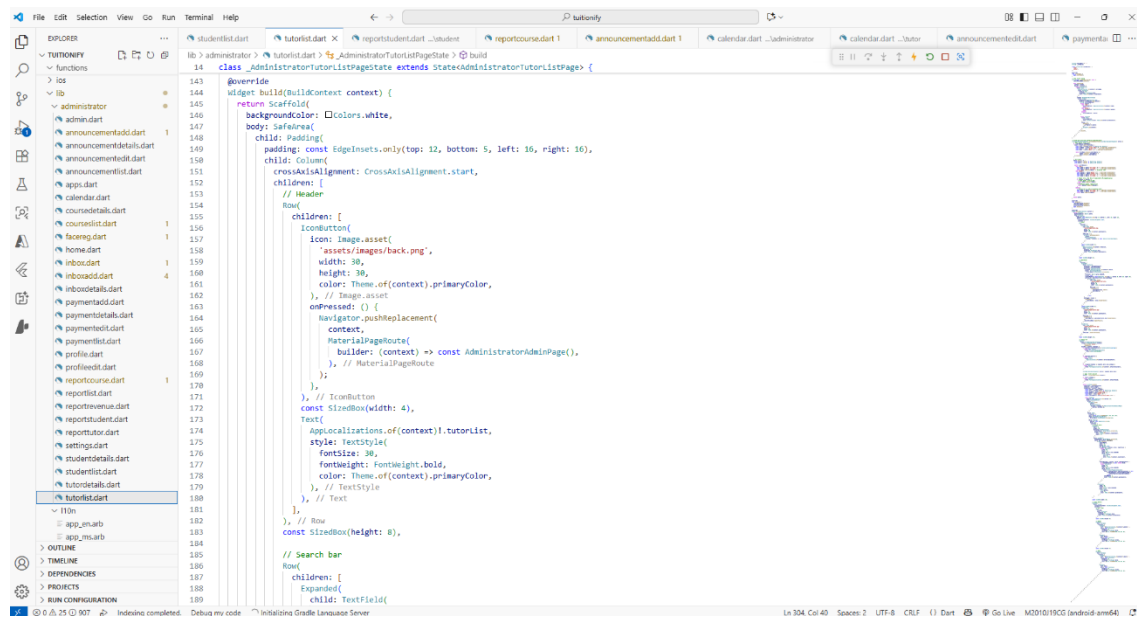 File Edit Selection View Go Run Terminal Help
tuitionify
EXPLORER
studentlist.dart
tutorlist.dart
reportstudent.dart ...\student
reportcourse.dart 1
announcementadd.dart 1
calendar.dart ...\administrator
calendar.dart ...\tutor
announcementedit.dart
TUITIONIFY
functions
ios
lib
administrator
admin.dart
announcementadd.dart 1
announcementdetails.dart
announcementedit.dart
announcementlist.dart
apps.dart
calendar.dart
coursedetails.dart
courseslist.dart 1
facereg.dart 1
home.dart
inbox.dart 1
inboxadd.dart 4
inboxdetails.dart
paymentadd.dart
paymentdetails.dart
paymentedit.dart
paymentlist.dart
profile.dart
profileedit.dart
reportcourse.dart 1
reportlist.dart
reportrevenue.dart
reportstudent.dart
reporttutor.dart
settings.dart
studentdetails.dart
studentlist.dart
tutordetails.dart
tutorlist.dart
l10n
app_en.arb
app_ms.arb
OUTLINE
TIMELINE
DEPENDENCIES
PROJECTS
RUN CONFIGURATION
lib > administrator > tutorlist.dart > _AdministratorTutorListPageState > build
14 class _AdministratorTutorListPageState extends State<AdministratorTutorListPage> {
143 @override
144 Widget build(BuildContext context) {
145 return Scaffold(
146 backgroundColor: Colors.white,
147 body: SafeArea(
148 child: Padding(
149 padding: const EdgeInsets.only(top: 12, bottom: 5, left: 16, right: 16),
150 child: Column(
151 crossAxisAlignment: CrossAxisAlignment.start,
152 children: [
153 // Header
154 Row(
155 children: [
156 IconButton(
157 icon: Image.asset(
158 'assets/images/back.png',
159 width: 30,
160 height: 30,
161 color: Theme.of(context).primaryColor,
162 ), // Image.asset
163 onPressed: () {
164 Navigator.pushReplacement(
165 context,
166 MaterialPageRoute(
167 builder: (context) => const AdministratorAdminPage(),
168 ), // MaterialPageRoute
169 );
170 },
171 ), // IconButton
172 const SizedBox(width: 4),
173 Text(
174 AppLocalizations.of(context)!.tutorList,
175 style: TextStyle(
176 fontSize: 30,
177 fontWeight: FontWeight.bold,
178 color: Theme.of(context).primaryColor,
179 ), // TextStyle
180 ), // Text
181 ],
182 ), // Row
183 const SizedBox(height: 8),
184
185 // Search bar
186 Row(
187 children: [
188 Expanded(
189 child: TextField(
0 25 907 Indexing completed. Debug my code Initializing Gradle Language Server
Ln 304, Col 40 Spaces: 2 UTF-8 CRLF {} Dart Go Live M2010J19CG (android-arm64)